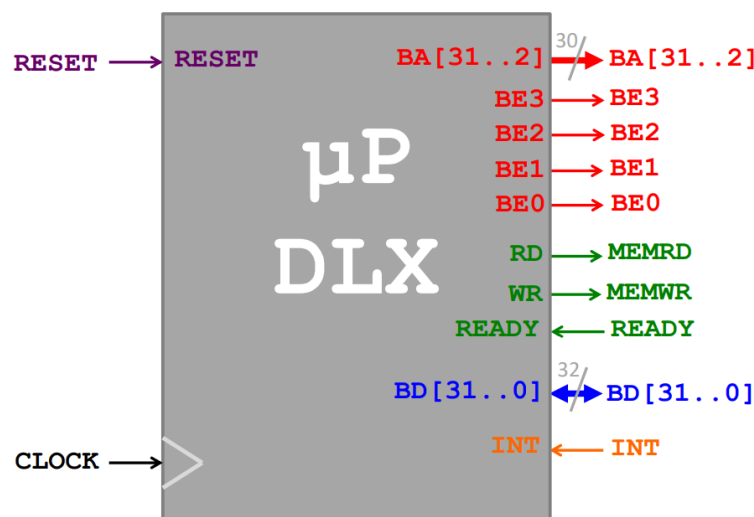 30
RESET RESET BA[31..2] BA[31..2]
BE3 BE3
BE2 BE2
µP
BE1 BE1
BE0 BE0
DLX
RD MEMRD
WR MEMWR
READY READY
32
BD[31..0] BD[31..0]
INT INT
CLOCK